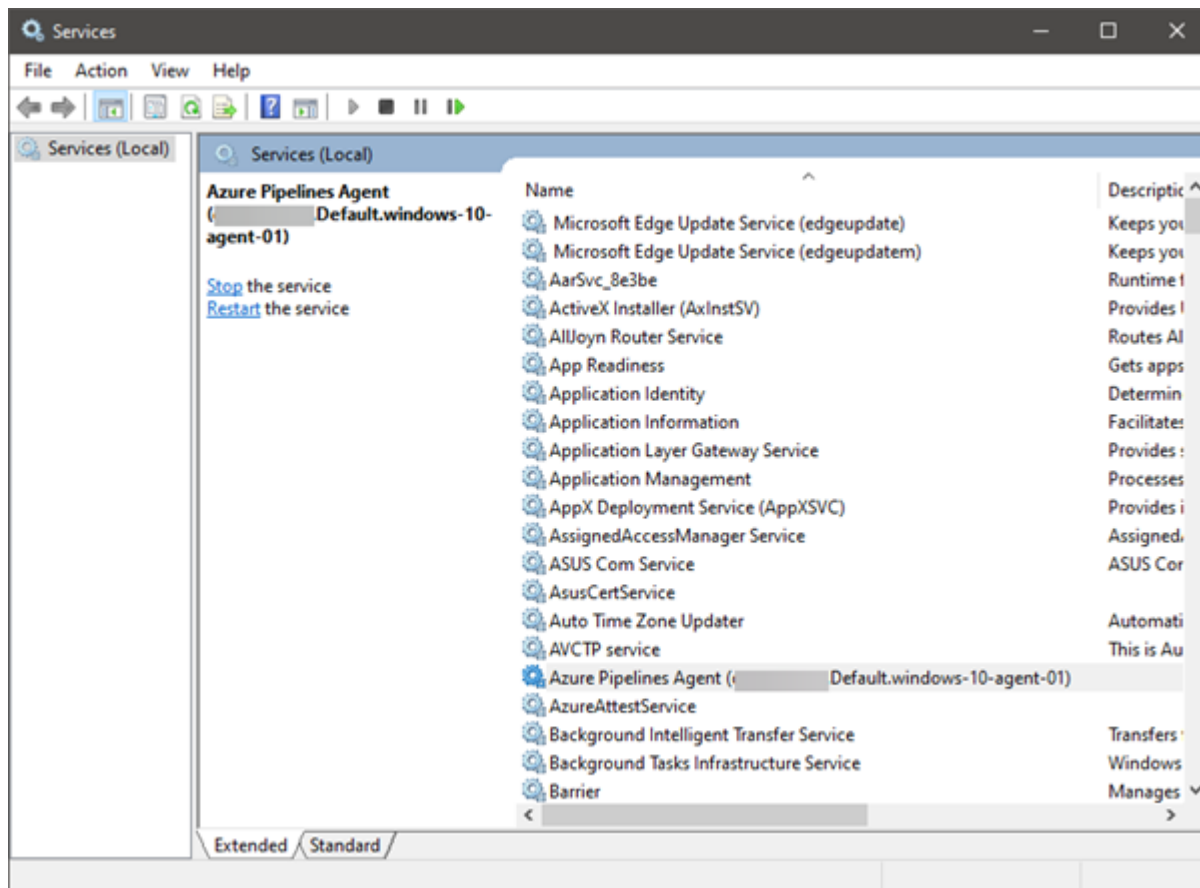 Services
File Action View Help
Services (Local)
Services (Local)
Azure Pipelines Agent
( .Default.windows-10-
agent-01)
Stop the service
Restart the service
Name Descriptic
Microsoft Edge Update Service (edgeupdate) Keeps you
Microsoft Edge Update Service (edgeupdatem) Keeps you
AarSvc_8e3be Runtime f
ActiveX Installer (AxInstSV) Provides
AllJoyn Router Service Routes Al
App Readiness Gets apps
Application Identity Determin
Application Information Facilitates
Application Layer Gateway Service Provides
Application Management Processes
AppX Deployment Service (AppXSVC) Provides i
AssignedAccessManager Service Assigned
ASUS Com Service ASUS Cor
AsusCertService
Auto Time Zone Updater Automati
AVCTP service This is Au
Azure Pipelines Agent ( .Default.windows-10-agent-01)
AzureAttestService
Background Intelligent Transfer Service Transfers
Background Tasks Infrastructure Service Windows
Barrier Manages
Extended Standard